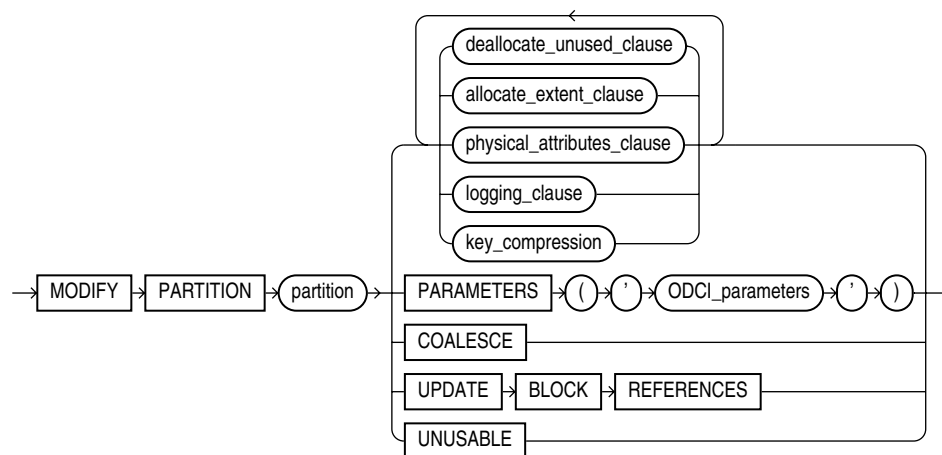 deallocate_unused_clause
allocate_extent_clause
physical_attributes_clause
logging_clause
key_compression
MODIFY PARTITION partition PARAMETERS ( ' ODCI_parameters ' )
COALESCE
UPDATE BLOCK REFERENCES
UNUSABLE